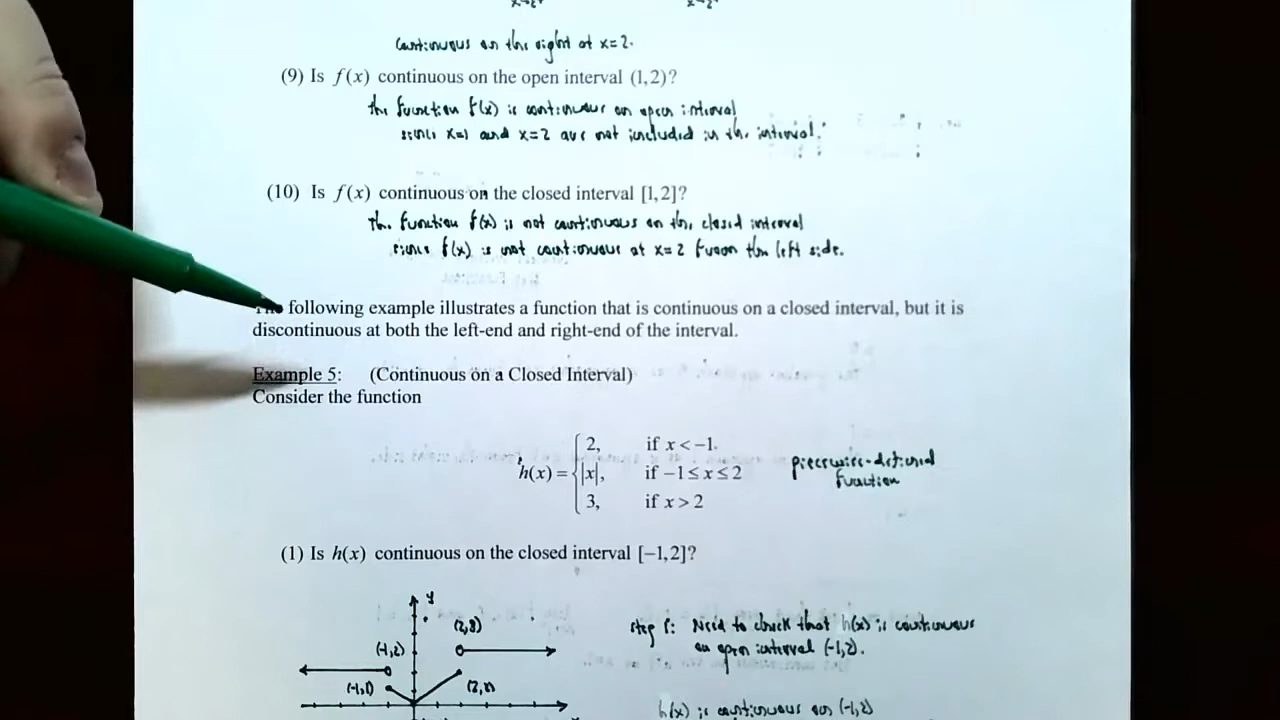 x→2⁺ x→2⁻
Continuous on the right at x=2.
(9) Is f(x) continuous on the open interval (1,2)?
the function f(x) is continuous on open interval
since x=1 and x=2 are not included in the interval.
(10) Is f(x) continuous on the closed interval [1,2]?
The function f(x) is not continuous on the closed interval
since f(x) is not continuous at x=2 from the left side.
The following example illustrates a function that is continuous on a closed interval, but it is
discontinuous at both the left-end and right-end of the interval.
Example 5: (Continuous on a Closed Interval)
Consider the function
h(x) = { 2, if x < −1.
|x|, if −1 ≤ x ≤ 2
3, if x > 2
piecewise-defined
function
(1) Is h(x) continuous on the closed interval [−1,2]?
y
(2,3)
(-1,2)
(-1,1) (2,2)
step 1: Need to check that h(x) is continuous
on open interval (-1,2).
h(x) is continuous on (-1,2)